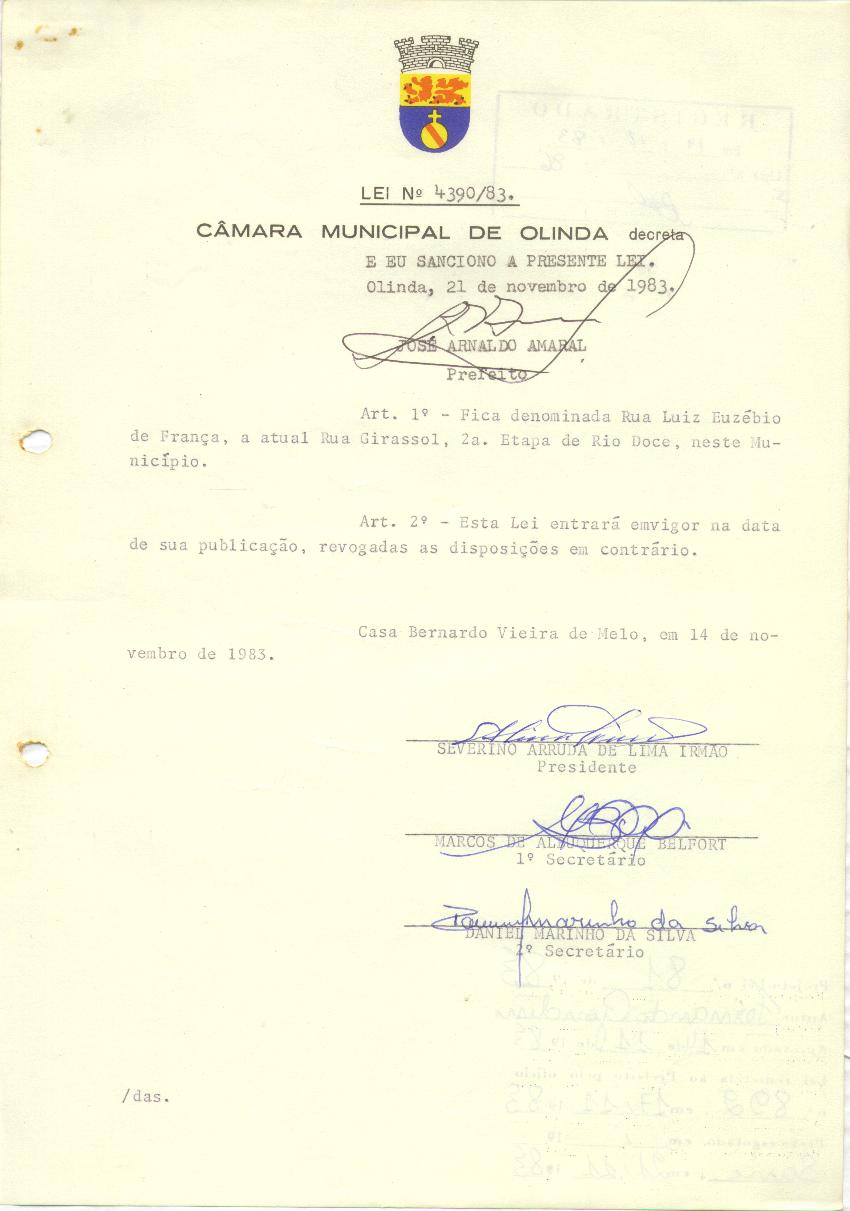 LEI Nº 4390/83.
CÂMARA MUNICIPAL DE OLINDA decreta
E EU SANCIONO A PRESENTE LEI.
Olinda, 21 de novembro de 1983.
JOSÉ ARNALDO AMARAL
Prefeito
Art. 1º - Fica denominada Rua Luiz Euzébio
de França, a atual Rua Girassol, 2a. Etapa de Rio Doce, neste Mu-
nicípio.
Art. 2º - Esta Lei entrará emvigor na data
de sua publicação, revogadas as disposições em contrário.
Casa Bernardo Vieira de Melo, em 14 de no-
vembro de 1983.
SEVERINO ARRUDA DE LIMA IRMÃO
Presidente
MARCOS DE ALBUQUERQUE BELFORT
1º Secretário
Marinho da Silva
DANIEL MARINHO DA SILVA
2º Secretário
/das.